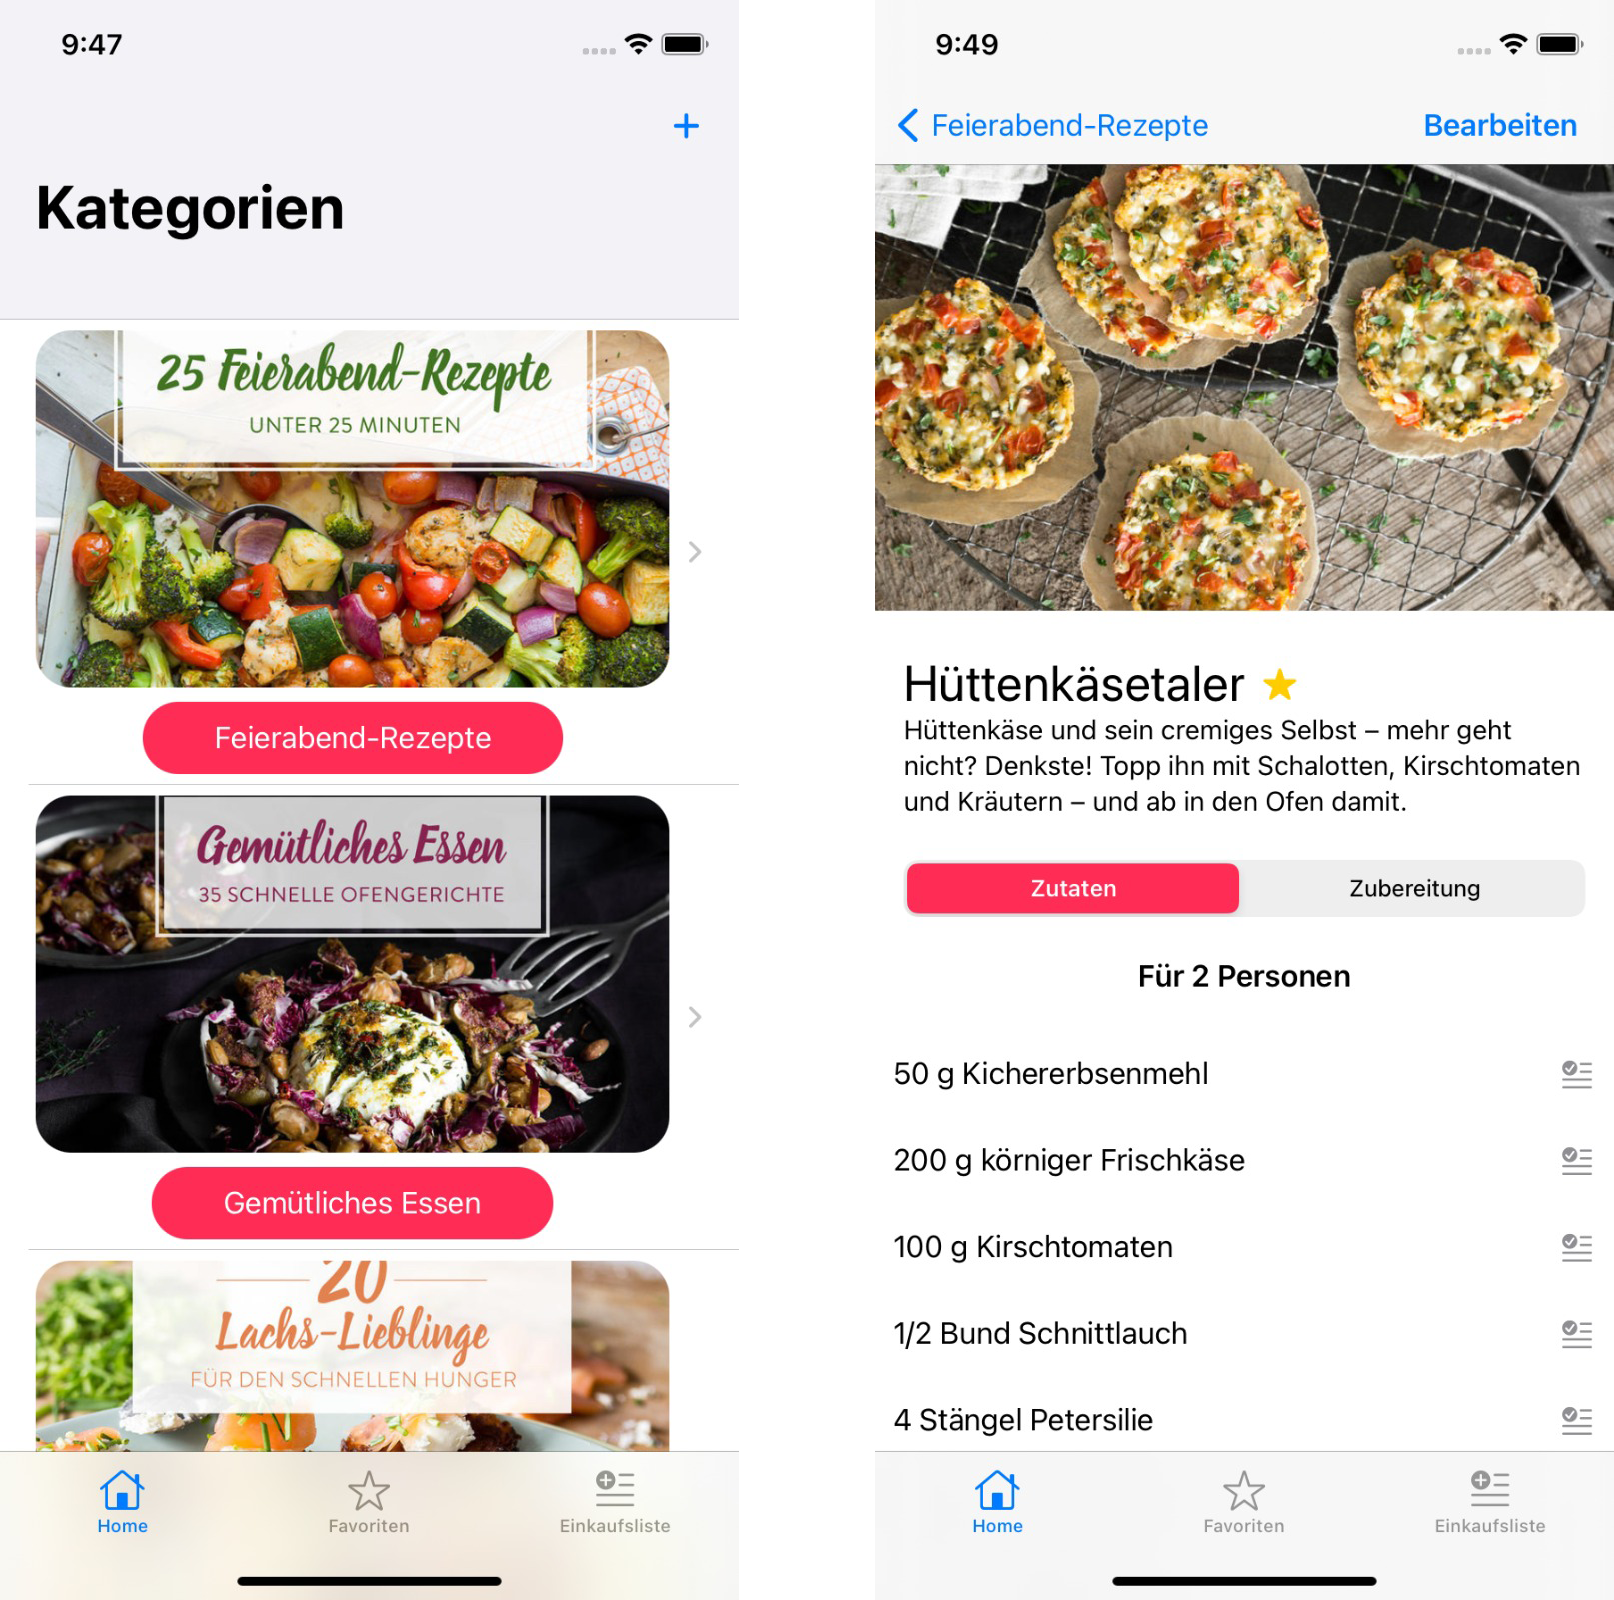 9:47
Kategorien
25 Feierabend-Rezepte
UNTER 25 MINUTEN
Feierabend-Rezepte
Gemütliches Essen
35 SCHNELLE OFENGERICHTE
Gemütliches Essen
20
Lachs-Lieblinge
FÜR DEN SCHNELLEN HUNGER
Home
Favoriten
Einkaufsliste
9:49
Feierabend-Rezepte
Bearbeiten
Hüttenkäsetaler
Hüttenkäse und sein cremiges Selbst – mehr geht
nicht? Denkste! Topp ihn mit Schalotten, Kirschtomaten
und Kräutern – und ab in den Ofen damit.
Zutaten
Zubereitung
Für 2 Personen
50 g Kichererbsenmehl
200 g körniger Frischkäse
100 g Kirschtomaten
1/2 Bund Schnittlauch
4 Stängel Petersilie
Home
Favoriten
Einkaufsliste